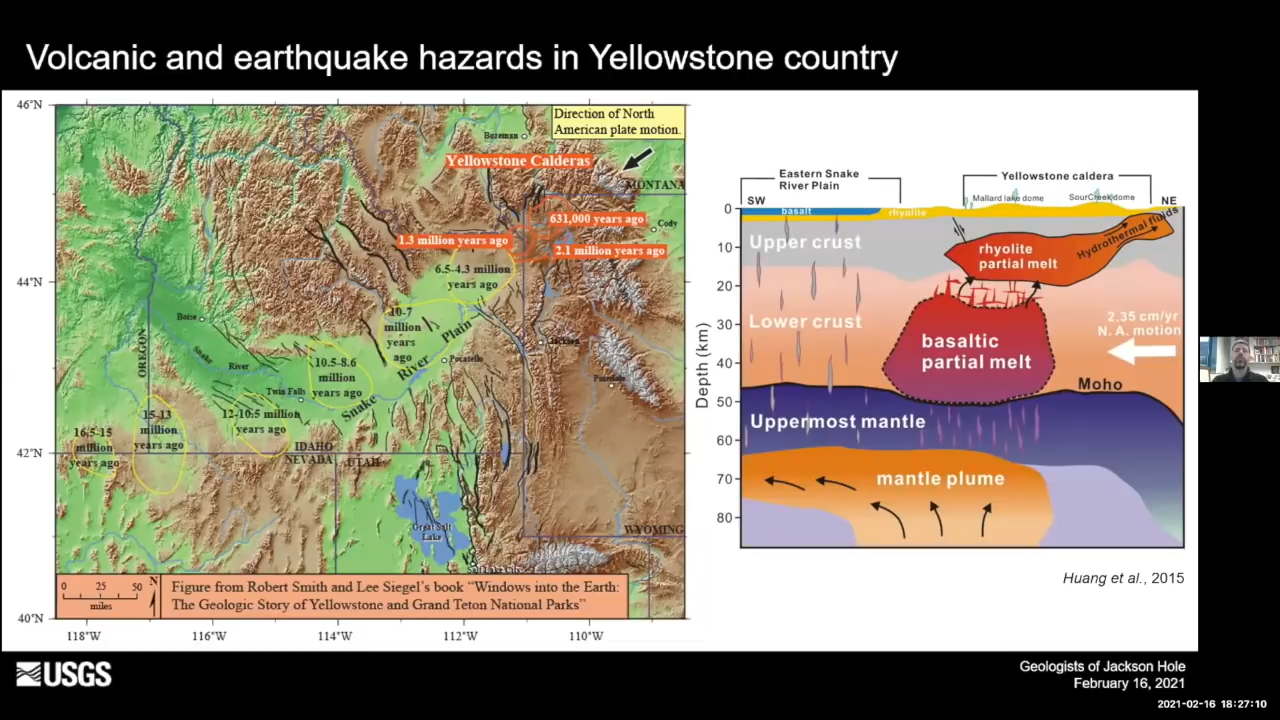 Volcanic and earthquake hazards in Yellowstone country
46°N
44°N
42°N
40°N
118°W
116°W
114°W
112°W
110°W
Direction of North
American plate motion.
Bozeman
Yellowstone Calderas
MONTANA
631,000 years ago
Cody
1.3 million years ago
2.1 million years ago
6.5-4.3 million
years ago
10-7
million
years
ago
Boise
OREGON
Snake
River
Plain
Jackson
Pocatello
Snake
River
10.5-8.6
million
years ago
Twin Falls
Pinedale
12-10.5 million
years ago
15-13
million
years ago
16.5-15
million
years ago
IDAHO
NEVADA
UTAH
Great Salt
Lake
WYOMING
Salt Lake City
0 25 50
miles
N
Figure from Robert Smith and Lee Siegel's book “Windows into the Earth:
The Geologic Story of Yellowstone and Grand Teton National Parks”
Eastern Snake
River Plain
Yellowstone caldera
SW
Mallard lake dome
SourCreek dome
NE
Depth (km)
0
10
20
30
40
50
60
70
80
basalt
rhyolite
Upper crust
rhyolite
partial melt
Hydrothermal fluids
Lower crust
basaltic
partial melt
2.35 cm/yr
N. A. motion
Moho
Uppermost mantle
mantle plume
Huang et al., 2015
USGS
Geologists of Jackson Hole
February 16, 2021
2021-02-16 18:27:10